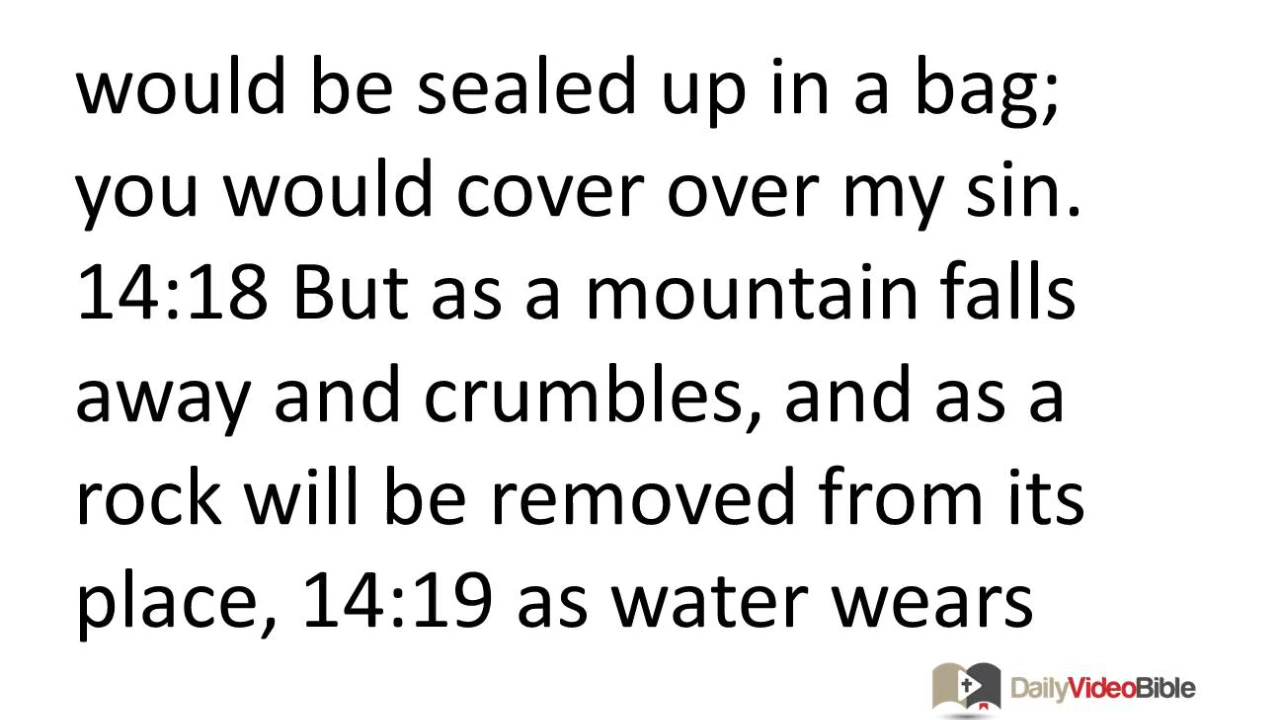 would be sealed up in a bag;
you would cover over my sin.
14:18 But as a mountain falls
away and crumbles, and as a
rock will be removed from its
place, 14:19 as water wears
DailyVideoBible